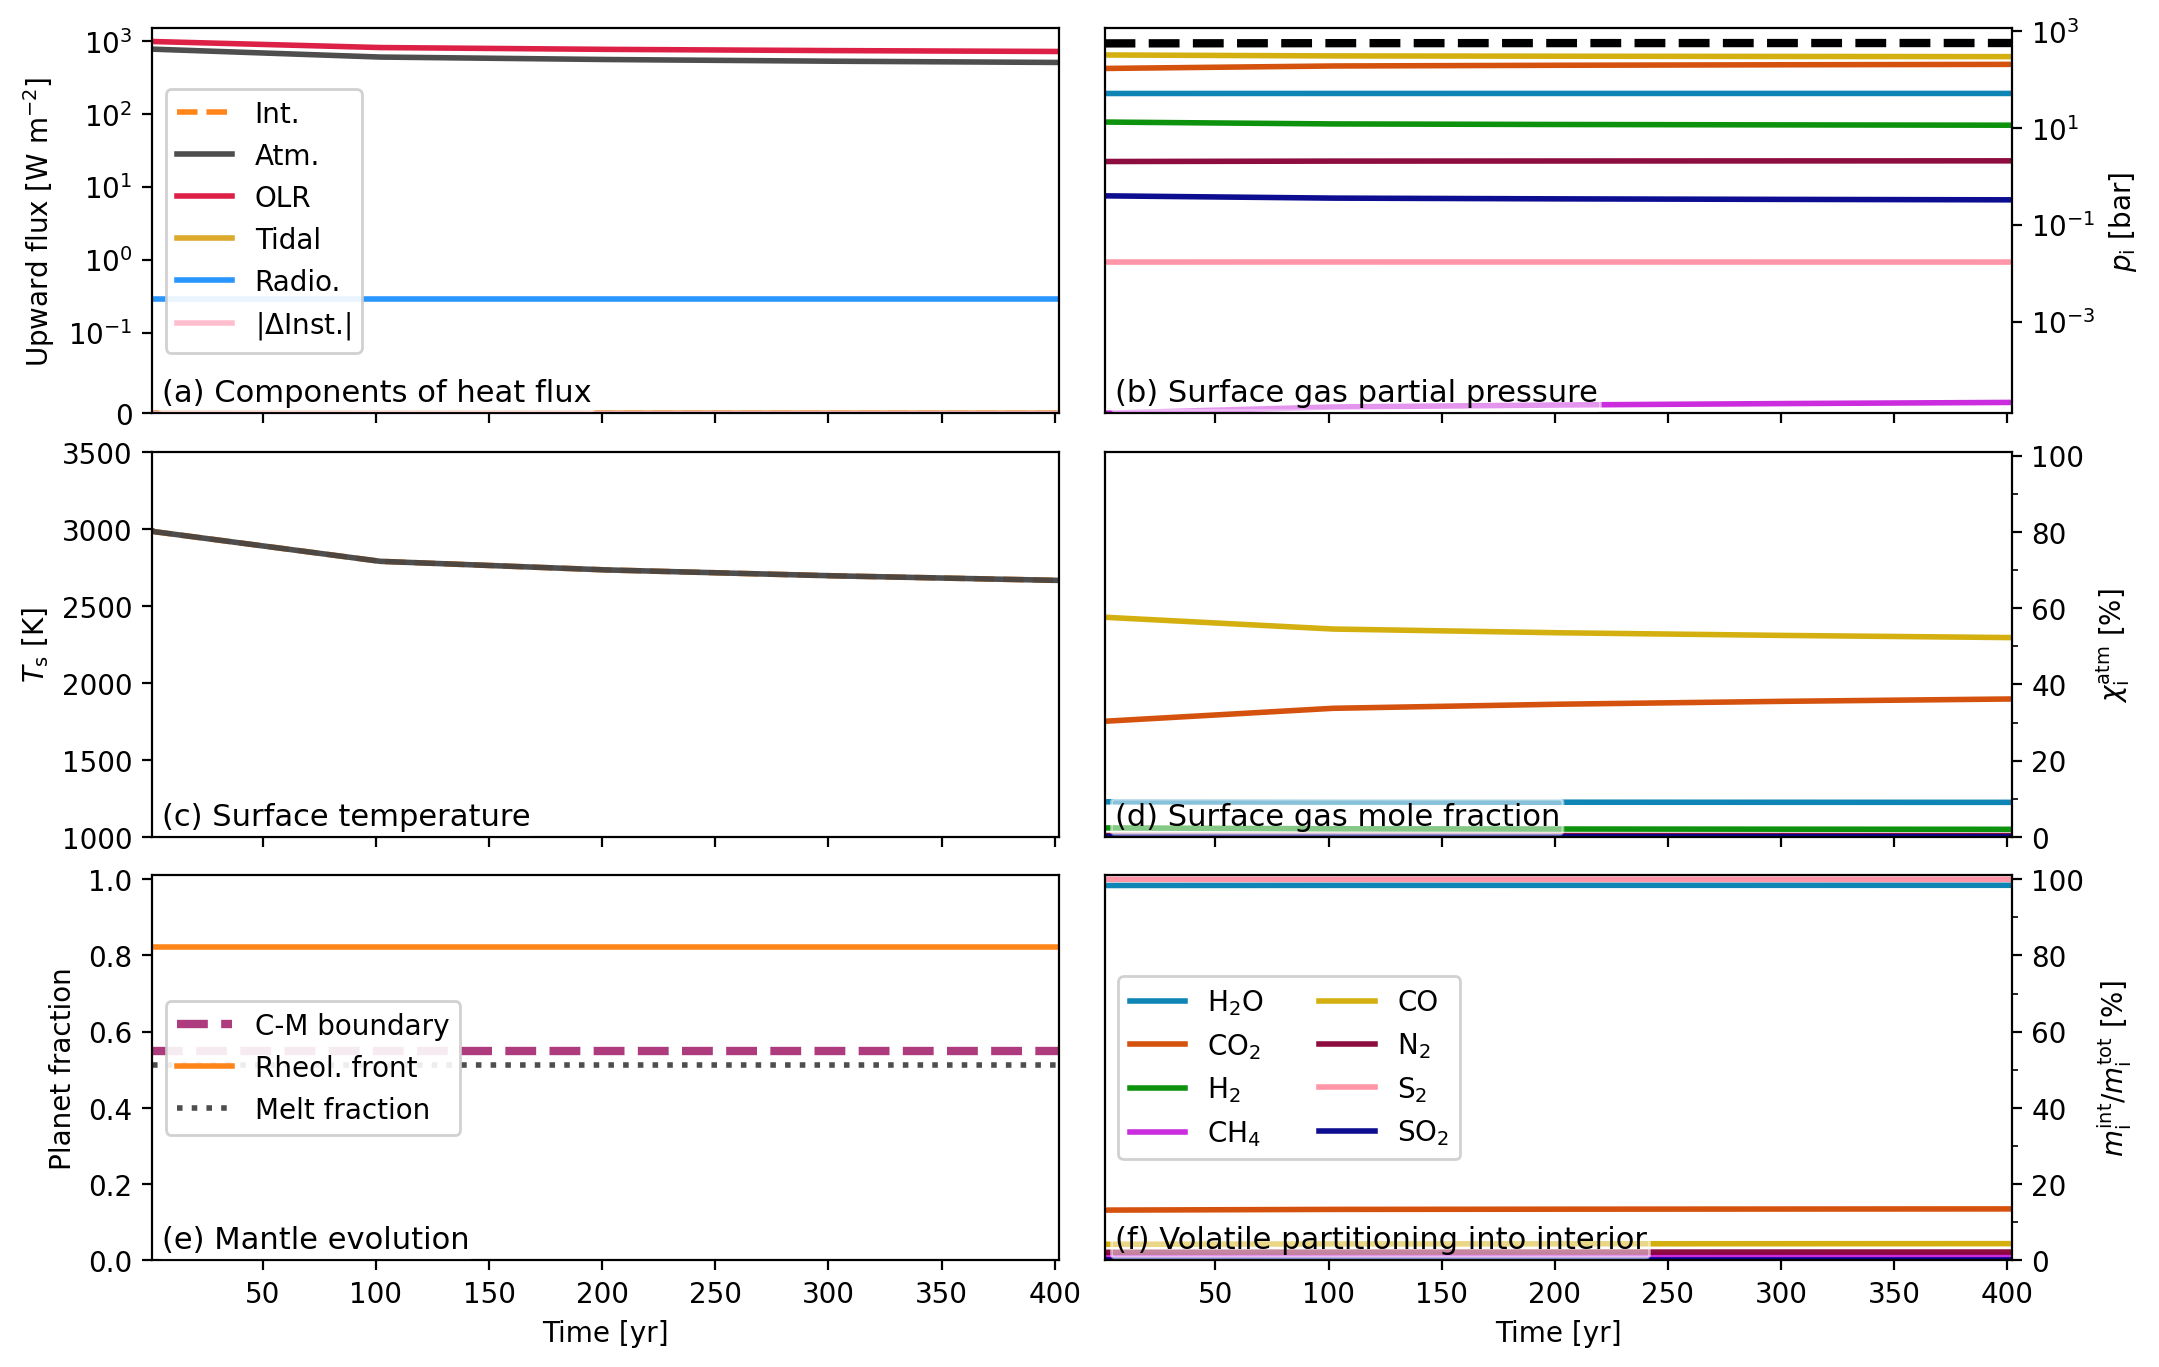 10³
10²
10¹
10⁰
10⁻¹
0
Upward flux [W m⁻²]
Int.
Atm.
OLR
Tidal
Radio.
|ΔInst.|
(a) Components of heat flux
10³
10¹
10⁻¹
10⁻³
pᵢ [bar]
(b) Surface gas partial pressure
3500
3000
2500
2000
1500
1000
Tₛ [K]
(c) Surface temperature
100
80
60
40
20
0
χᵢᵃᵗᵐ [%]
(d) Surface gas mole fraction
1.0
0.8
0.6
0.4
0.2
0.0
Planet fraction
C-M boundary
Rheol. front
Melt fraction
(e) Mantle evolution
50 100 150 200 250 300 350 400
Time [yr]
100
80
60
40
20
0
mᵢⁱⁿᵗ/mᵢᵗᵒᵗ [%]
H₂O
CO₂
H₂
CH₄
CO
N₂
S₂
SO₂
(f) Volatile partitioning into interior
50 100 150 200 250 300 350 400
Time [yr]